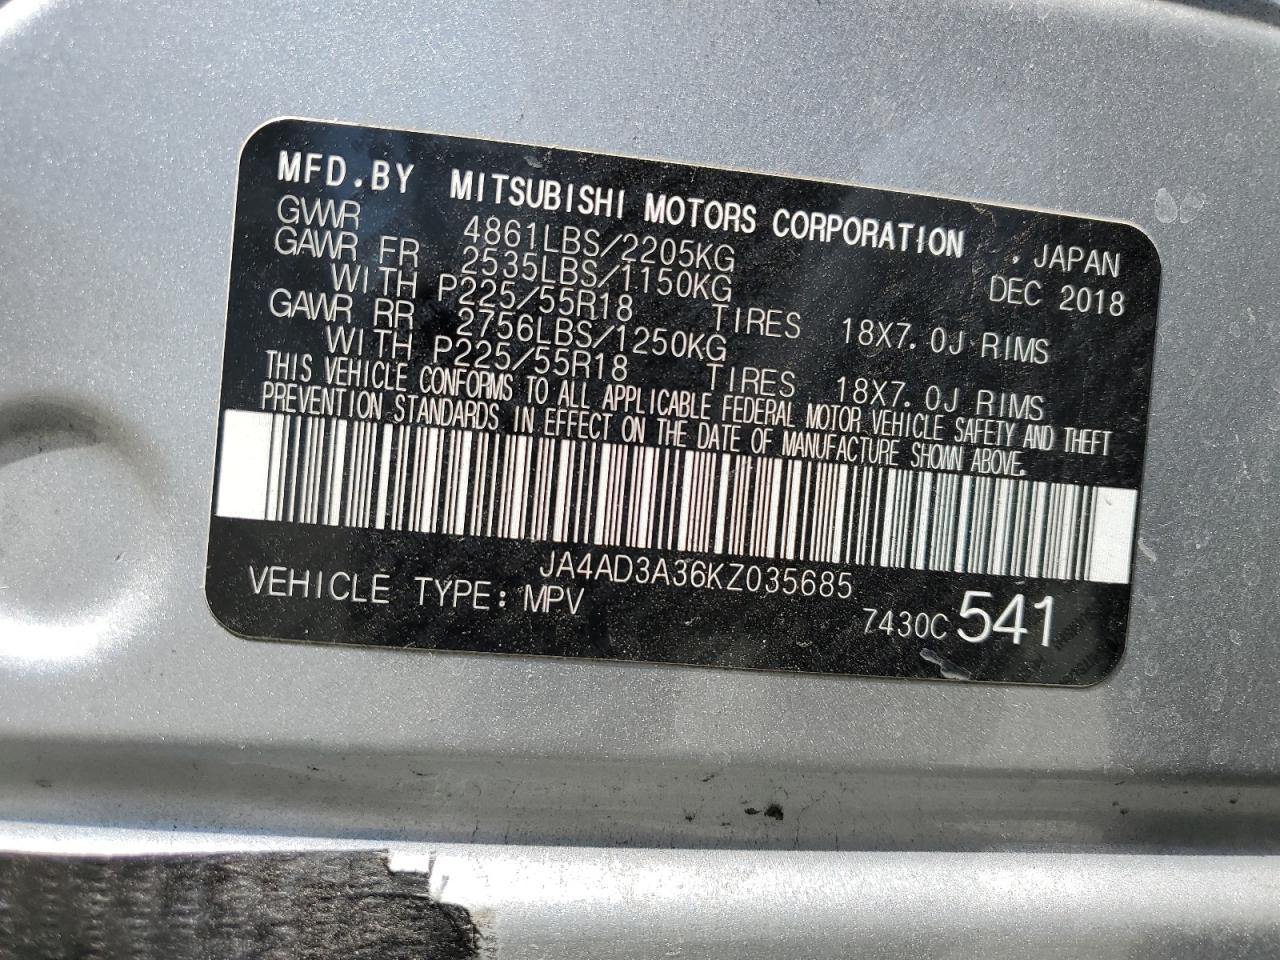 MFD.BY MITSUBISHI MOTORS CORPORATION , JAPAN
GVWR 4861LBS/2205KG DEC 2018
GAWR FR 2535LBS/1150KG
WITH P225/55R18 TIRES 18X7.0J RIMS
GAWR RR 2756LBS/1250KG
WITH P225/55R18 TIRES 18X7.0J RIMS
THIS VEHICLE CONFORMS TO ALL APPLICABLE FEDERAL MOTOR VEHICLE SAFETY AND THEFT
PREVENTION STANDARDS IN EFFECT ON THE DATE OF MANUFACTURE SHOWN ABOVE.
JA4AD3A36KZ035685
VEHICLE TYPE: MPV 7430C 541